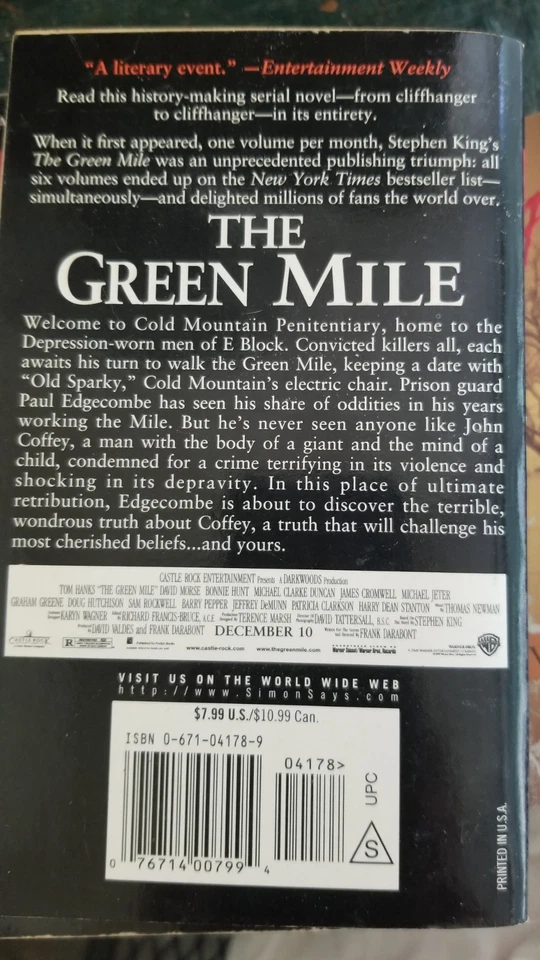 "A literary event." —Entertainment Weekly
Read this history-making serial novel—from cliffhanger
to cliffhanger—in its entirety.
When it first appeared, one volume per month, Stephen King's
The Green Mile was an unprecedented publishing triumph: all
six volumes ended up on the New York Times bestseller list—
simultaneously—and delighted millions of fans the world over.
THE
GREEN MILE
Welcome to Cold Mountain Penitentiary, home to the
Depression-worn men of E Block. Convicted killers all, each
awaits his turn to walk the Green Mile, keeping a date with
"Old Sparky," Cold Mountain's electric chair. Prison guard
Paul Edgecombe has seen his share of oddities in his years
working the Mile. But he's never seen anyone like John
Coffey, a man with the body of a giant and the mind of a
child, condemned for a crime terrifying in its violence and
shocking in its depravity. In this place of ultimate
retribution, Edgecombe is about to discover the terrible,
wondrous truth about Coffey, a truth that will challenge his
most cherished beliefs...and yours.
CASTLE ROCK ENTERTAINMENT Presents A DARKWOODS Production
TOM HANKS "THE GREEN MILE" DAVID MORSE BONNIE HUNT MICHAEL CLARKE DUNCAN JAMES CROMWELL MICHAEL JETER
GRAHAM GREENE DOUG HUTCHISON SAM ROCKWELL BARRY PEPPER JEFFREY DeMUNN PATRICIA CLARKSON HARRY DEAN STANTON Music by THOMAS NEWMAN
KARYN WAGNER RICHARD FRANCIS-BRUCE, A.C.E. TERENCE MARSH DAVID TATTERSALL, B.S.C. STEPHEN KING
DAVID VALDES and FRANK DARABONT DECEMBER 10 FRANK DARABONT
CASTLE ROCK R www.castle-rock.com www.thegreenmile.com Warner Sunset/Warner Bros. Records WB
VISIT US ON THE WORLD WIDE WEB
http://www.SimonSays.com
$7.99 U.S./$10.99 Can.
ISBN 0-671-04178-9
04178>
UPC
S
0 76714 00799 4
PRINTED IN U.S.A.